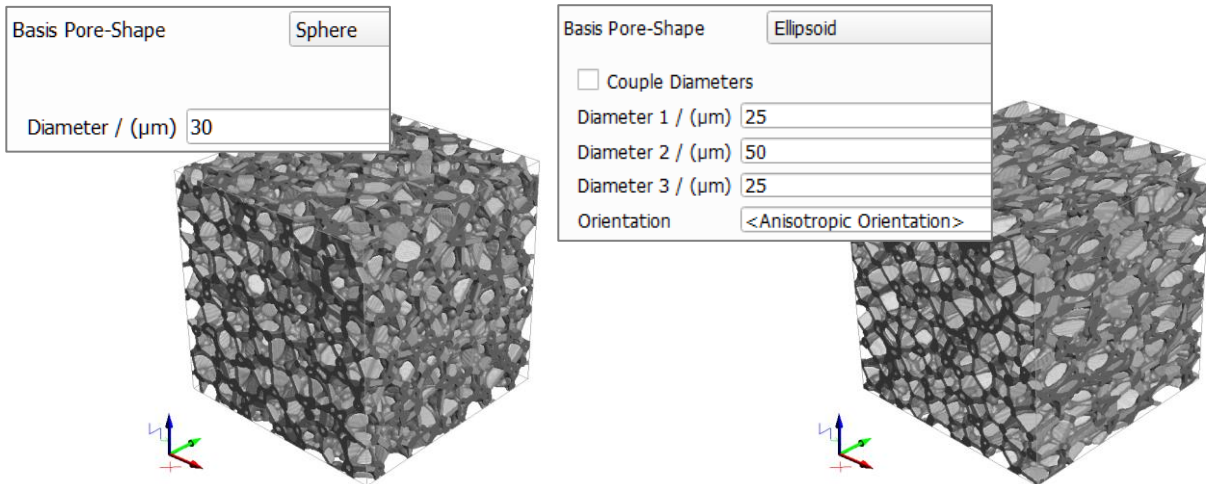 Basis Pore-Shape Sphere
Diameter / (µm) 30
Basis Pore-Shape Ellipsoid
Couple Diameters
Diameter 1 / (µm) 25
Diameter 2 / (µm) 50
Diameter 3 / (µm) 25
Orientation <Anisotropic Orientation>